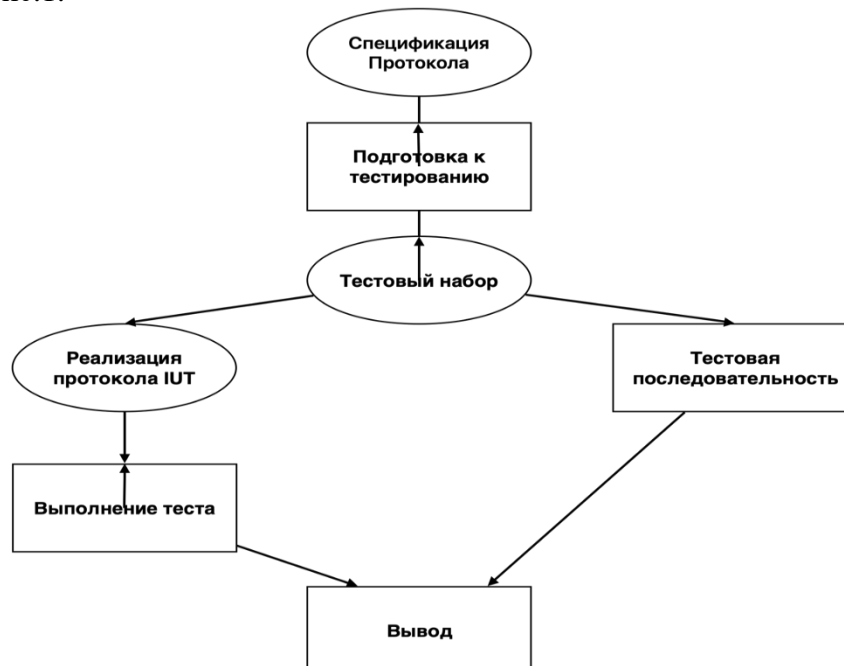 Спецификация
Протокола
Подготовка к
тестированию
Тестовый набор
Реализация
протокола IUT
Тестовая
последовательность
Выполнение теста
Вывод